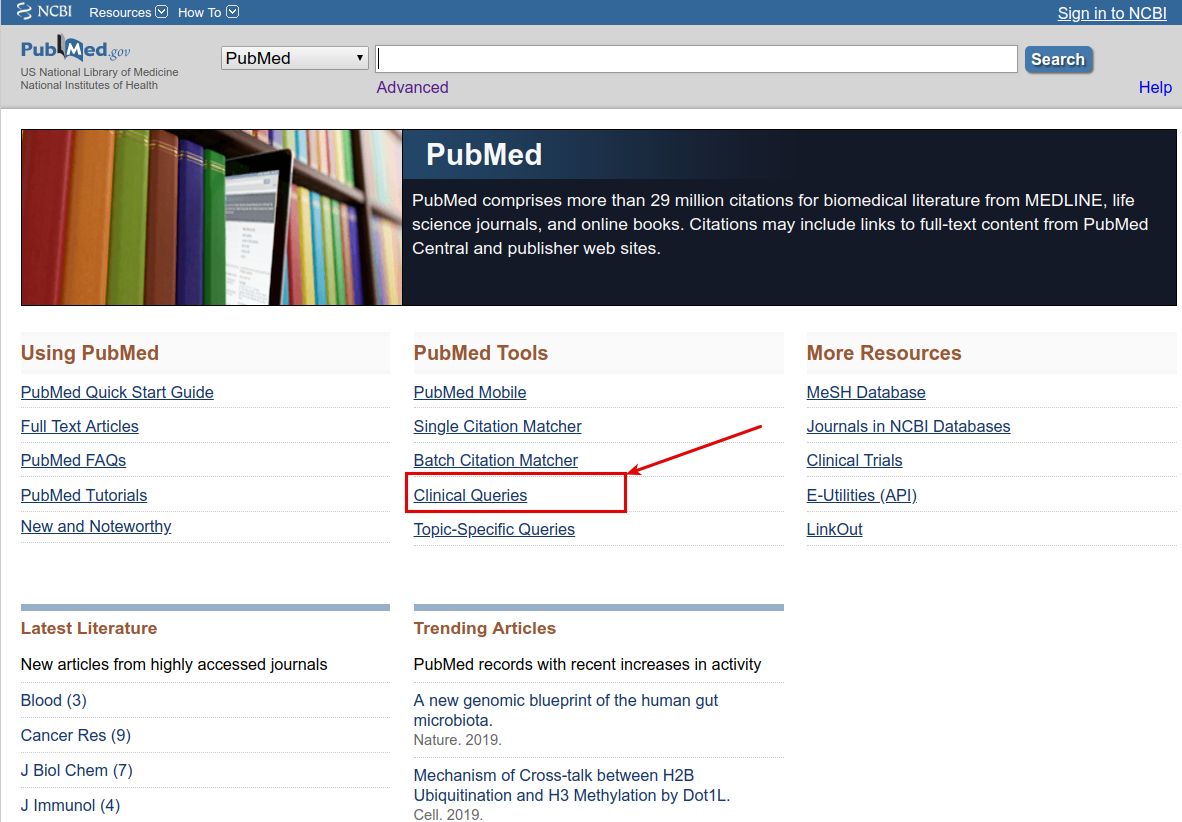 NCBI Resources How To Sign in to NCBI
PubMed.gov
US National Library of Medicine
National Institutes of Health
PubMed
Search
Advanced
Help
PubMed
PubMed comprises more than 29 million citations for biomedical literature from MEDLINE, life
science journals, and online books. Citations may include links to full-text content from PubMed
Central and publisher web sites.
Using PubMed
PubMed Quick Start Guide
Full Text Articles
PubMed FAQs
PubMed Tutorials
New and Noteworthy
PubMed Tools
PubMed Mobile
Single Citation Matcher
Batch Citation Matcher
Clinical Queries
Topic-Specific Queries
More Resources
MeSH Database
Journals in NCBI Databases
Clinical Trials
E-Utilities (API)
LinkOut
Latest Literature
New articles from highly accessed journals
Blood (3)
Cancer Res (9)
J Biol Chem (7)
J Immunol (4)
Trending Articles
PubMed records with recent increases in activity
A new genomic blueprint of the human gut
microbiota.
Nature. 2019.
Mechanism of Cross-talk between H2B
Ubiquitination and H3 Methylation by Dot1L.
Cell. 2019.